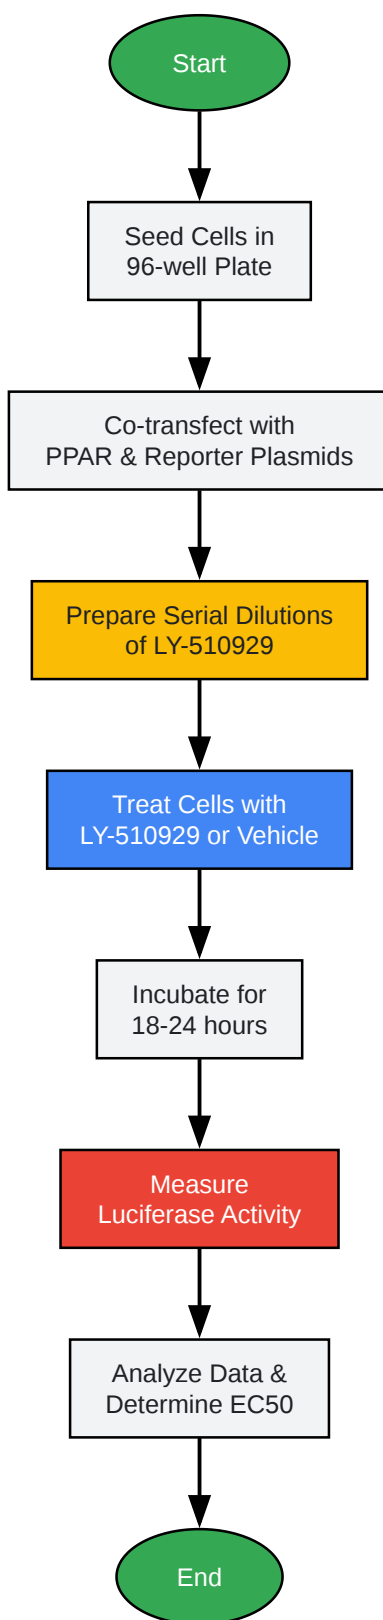 Start
Seed Cells in
96-well Plate
Co-transfect with
PPAR & Reporter Plasmids
Prepare Serial Dilutions
of LY-510929
Treat Cells with
LY-510929 or Vehicle
Incubate for
18-24 hours
Measure
Luciferase Activity
Analyze Data &
Determine EC50
End